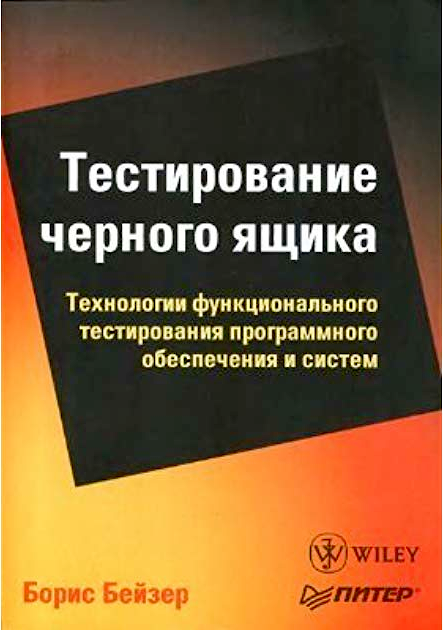 Тестирование
черного ящика
Технологии функционального
тестирования программного
обеспечения и систем
WILEY
Борис Бейзер
ПИТЕР®